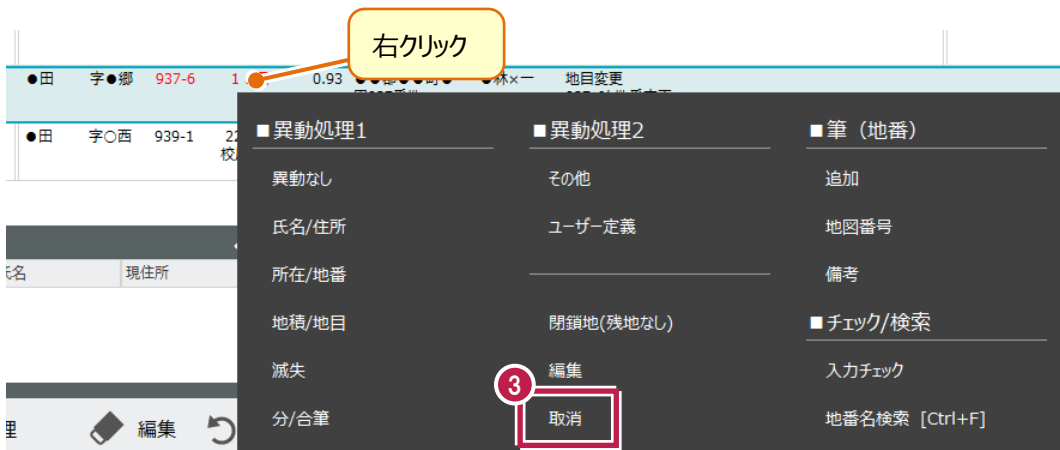 右クリック
●田 字●郷 937-6 0.93 ●林×一 地目変更
■異動処理1 ■異動処理2 ■筆（地番）
●田 字〇西 939-1 22
校
異動なし その他 追加
氏名/住所 ユーザー定義 地図番号
氏名 現住所 所在/地番 備考
地積/地目 閉鎖地(残地なし) ■チェック/検索
滅失 編集 入力チェック
3
編集 分/合筆 取消 地番名検索 [Ctrl+F]